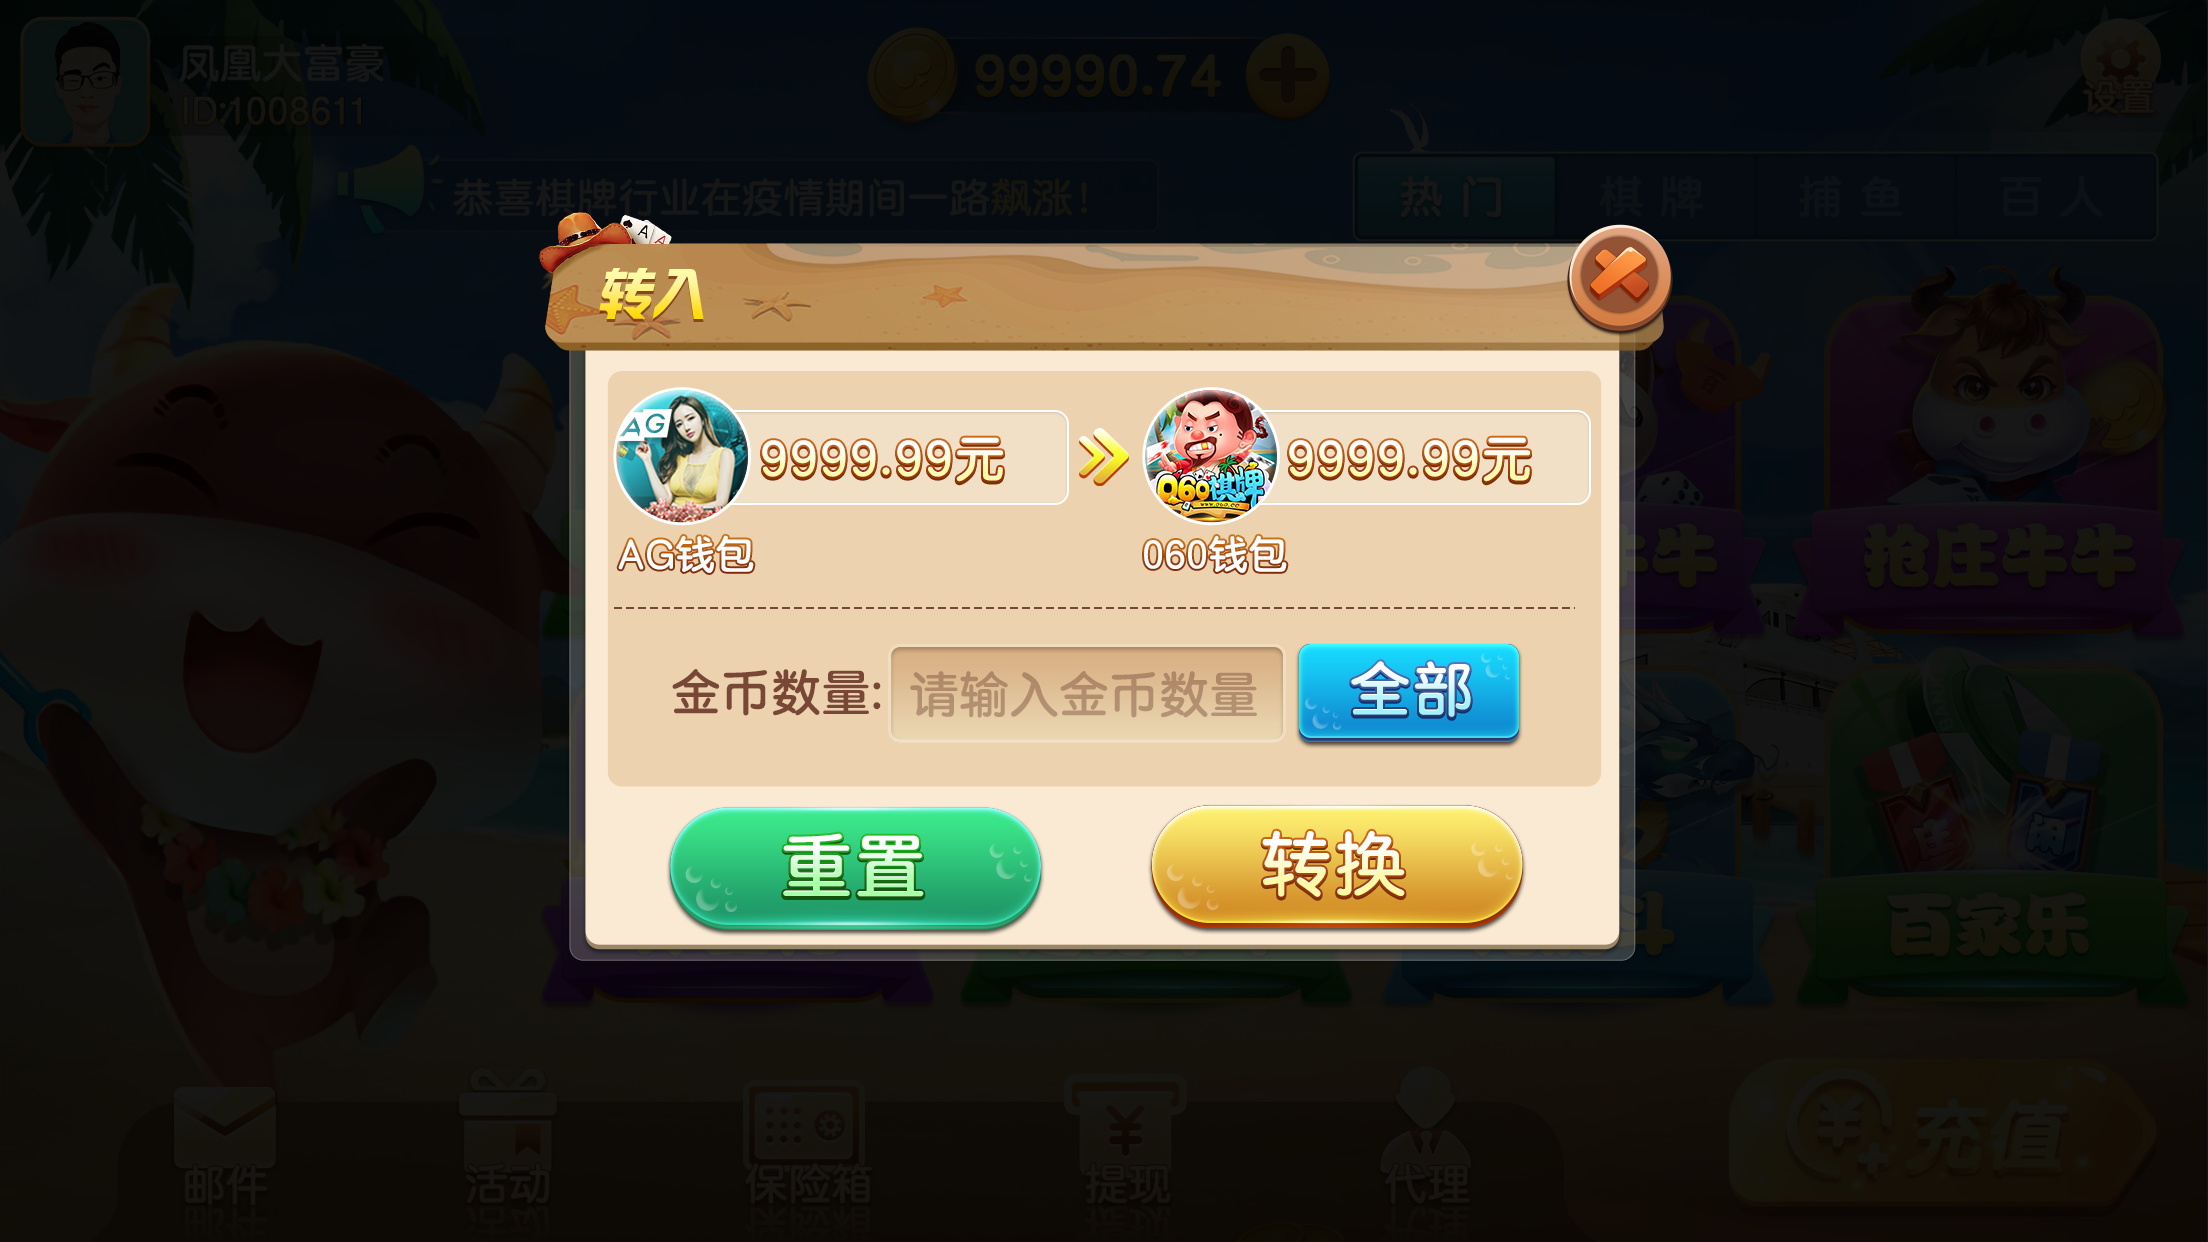 凤凰大富豪
ID:1008611
99990.74
设置
恭喜棋牌行业在疫情期间一路飙涨!
热门
棋牌
捕鱼
百人
A
A
转入
AG
9999.99元
060棋牌
9999.99元
AG钱包
060钱包
金币数量:
请输入金币数量
全部
重置
转换
牛
抢庄牛牛
庄
闲
斗
百家乐
邮件
活动
保险箱
提现
代理
充值